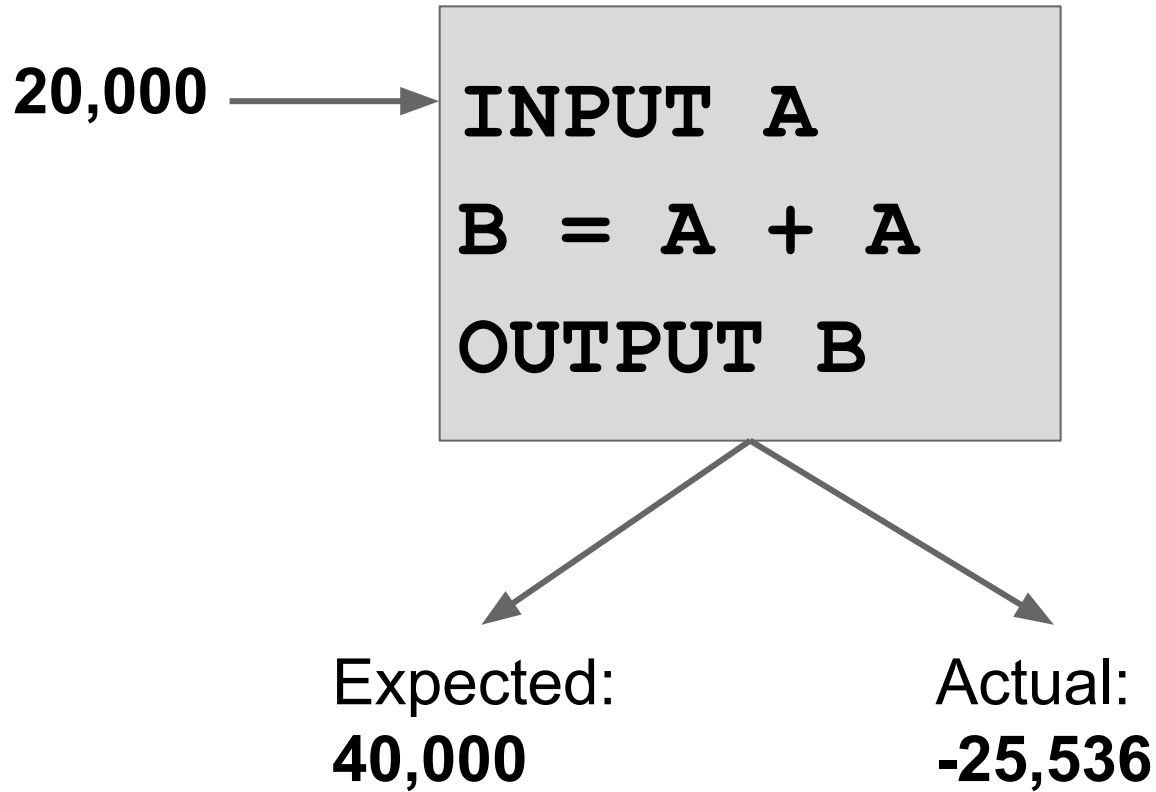 20,000
INPUT A
B = A + A
OUTPUT B
Expected:
40,000
Actual:
-25,536